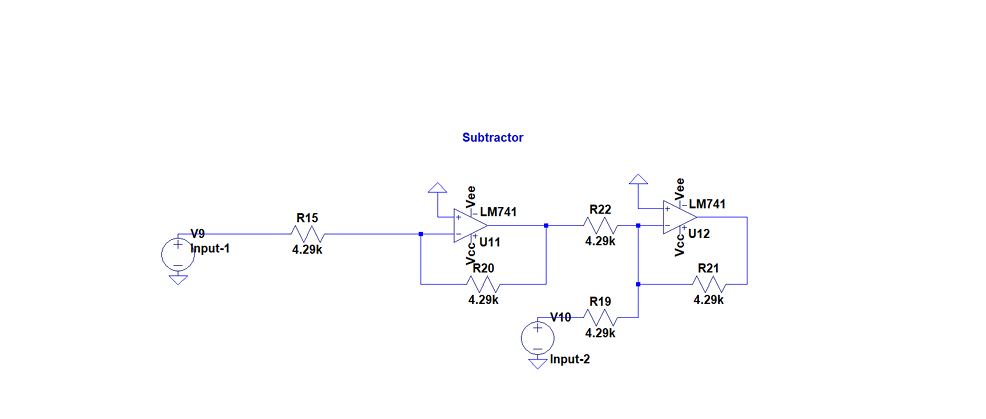 Subtractor
V9
Input-1
R15
4.29k
Vee
LM741
U11
Vcc
R20
4.29k
R22
4.29k
Vee
LM741
U12
Vcc
R21
4.29k
R19
4.29k
V10
Input-2